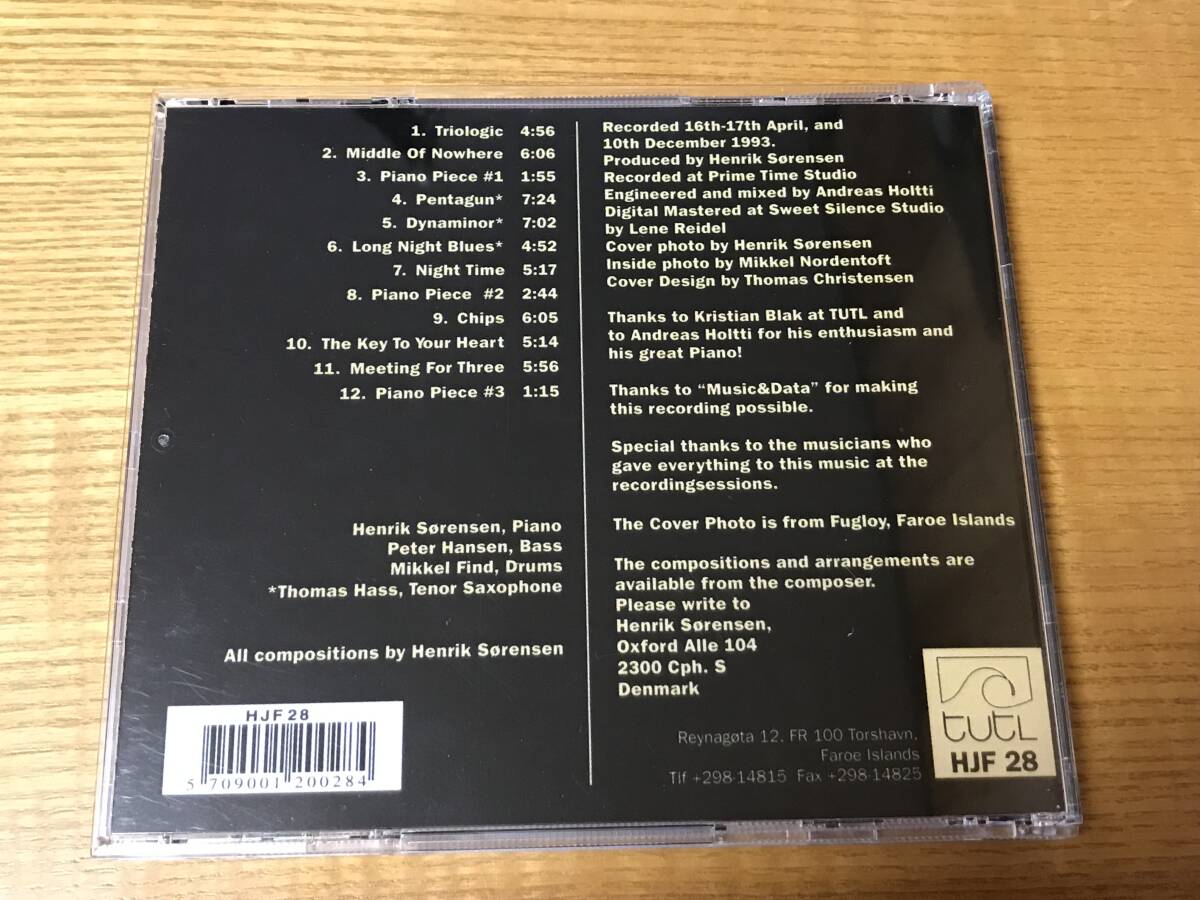 1. Triologic 4:56
2. Middle Of Nowhere 6:06
3. Piano Piece #1 1:55
4. Pentagun* 7:24
5. Dynaminor* 7:02
6. Long Night Blues* 4:52
7. Night Time 5:17
8. Piano Piece #2 2:44
9. Chips 6:05
10. The Key To Your Heart 5:14
11. Meeting For Three 5:56
12. Piano Piece #3 1:15
Henrik Sørensen, Piano
Peter Hansen, Bass
Mikkel Find, Drums
*Thomas Hass, Tenor Saxophone
All compositions by Henrik Sørensen
HJF 28
5 709001 200284
Recorded 16th-17th April, and
10th December 1993.
Produced by Henrik Sørensen
Recorded at Prime Time Studio
Engineered and mixed by Andreas Holtti
Digital Mastered at Sweet Silence Studio
by Lene Reidel
Cover photo by Henrik Sørensen
Inside photo by Mikkel Nordentoft
Cover Design by Thomas Christensen
Thanks to Kristian Blak at TUTL and
to Andreas Holtti for his enthusiasm and
his great Piano!
Thanks to “Music&Data” for making
this recording possible.
Special thanks to the musicians who
gave everything to this music at the
recordingsessions.
The Cover Photo is from Fugloy, Faroe Islands
The compositions and arrangements are
available from the composer.
Please write to
Henrik Sørensen,
Oxford Alle 104
2300 Cph. S
Denmark
Reynagøta 12. FR 100 Torshavn.
Faroe Islands
Tlf +298-14815 Fax +298-14825
tutl
HJF 28